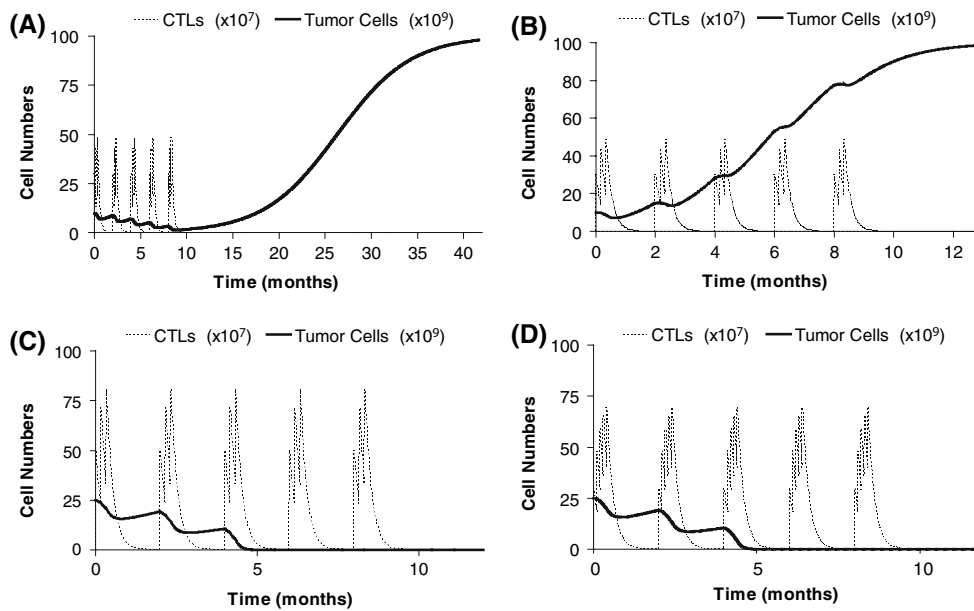 (A)
CTLs (x10⁷) Tumor Cells (x10⁹)
100
75
50
25
0
Cell Numbers
0 5 10 15 20 25 30 35 40
Time (months)
(B)
CTLs (x10⁷) Tumor Cells (x10⁹)
100
80
60
40
20
0
Cell Numbers
0 2 4 6 8 10 12
Time (months)
(C)
CTLs (x10⁷) Tumor Cells (x10⁹)
100
75
50
25
0
Cell Numbers
0 5 10
Time (months)
(D)
CTLs (x10⁷) Tumor Cells (x10⁹)
100
75
50
25
0
Cell Numbers
0 5 10
Time (months)